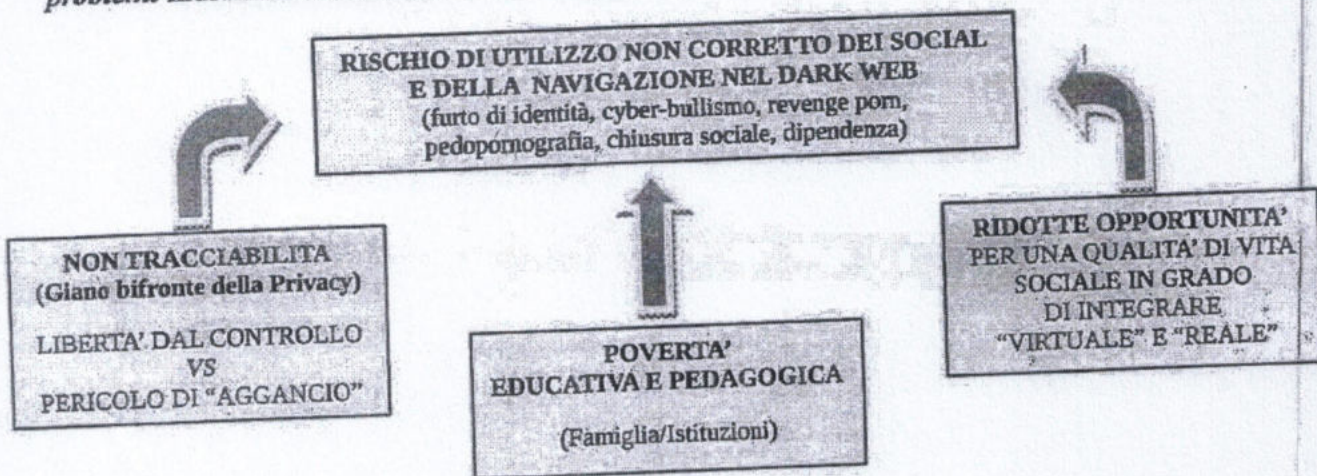 RISCHIO DI UTILIZZO NON CORRETTO DEI SOCIAL
E DELLA NAVIGAZIONE NEL DARK WEB
(furto di identità, cyber-bullismo, revenge porn,
pedopornografia, chiusura sociale, dipendenza)
NON TRACCIABILITA
(Giano bifronte della Privacy)
LIBERTA' DAL CONTROLLO
VS
PERICOLO DI "AGGANCIO"
POVERTA'
EDUCATIVA E PEDAGOGICA
(Famiglia/Istituzioni)
RIDOTTE OPPORTUNITA'
PER UNA QUALITA' DI VITA
SOCIALE IN GRADO
DI INTEGRARE
"VIRTUALE" E "REALE"